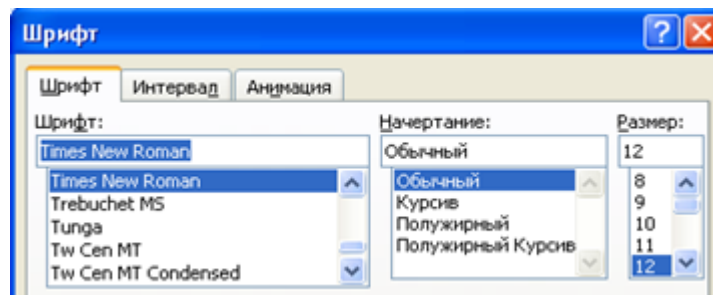 Шрифт
Шрифт Интервал Анимация
Шрифт: Начертание: Размер:
Times New Roman Обычный 12
Times New Roman Обычный 8
Trebuchet MS Курсив 9
Tunga Полужирный 10
Tw Cen MT Полужирный Курсив 11
Tw Cen MT Condensed 12